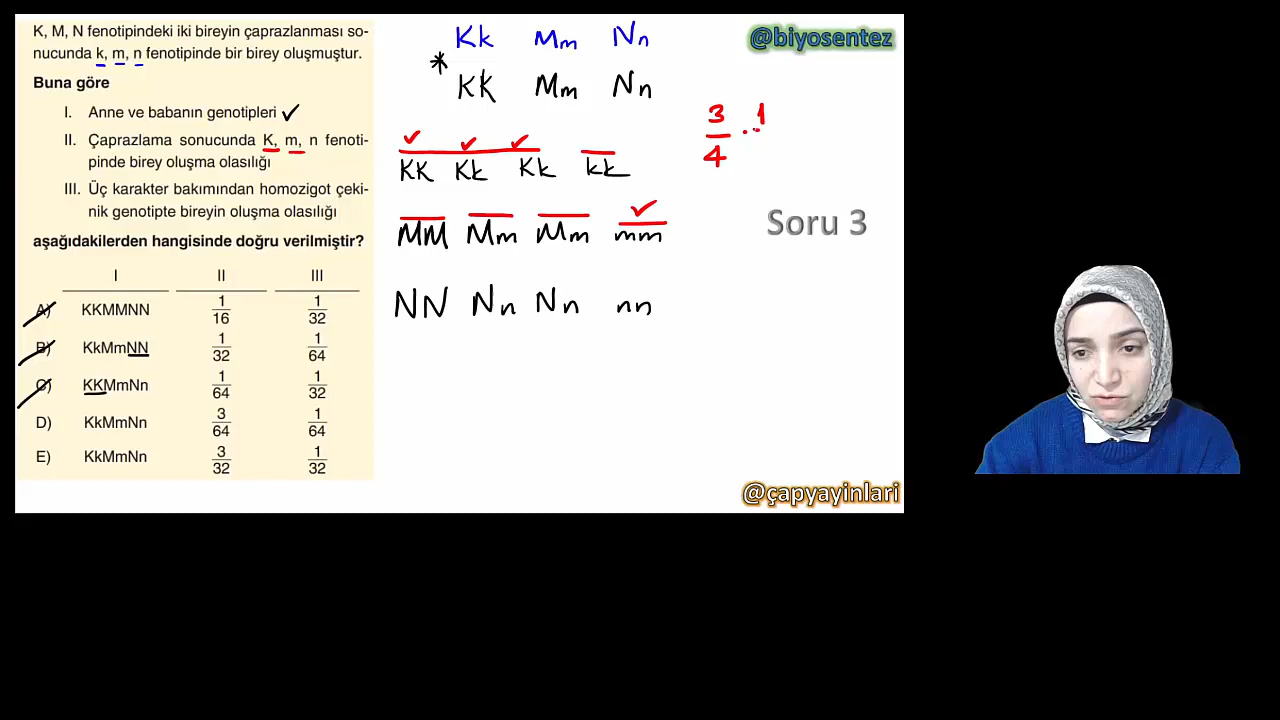 K, M, N fenotipindeki iki bireyin çaprazlanması so-
nucunda k, m, n fenotipinde bir birey oluşmuştur.
Buna göre
I. Anne ve babanın genotipleri ✓
II. Çaprazlama sonucunda K, m, n fenoti-
pinde birey oluşma olasılığı
III. Üç karakter bakımından homozigot çeki-
nik genotipte bireyin oluşma olasılığı
aşağıdakilerden hangisinde doğru verilmiştir?
I II III
A) KKMMNN 1/16 1/32
B) KkMmNN 1/32 1/64
C) KKMmNn 1/64 1/32
D) KkMmNn 3/64 1/64
E) KkMmNn 3/32 1/32
Kk Mm Nn
* Kk Mm Nn
KK Kk Kk kk
MM Mm Mm mm
NN Nn Nn nn
3/4 . 1
@biyosentez
Soru 3
@çapyayinlari